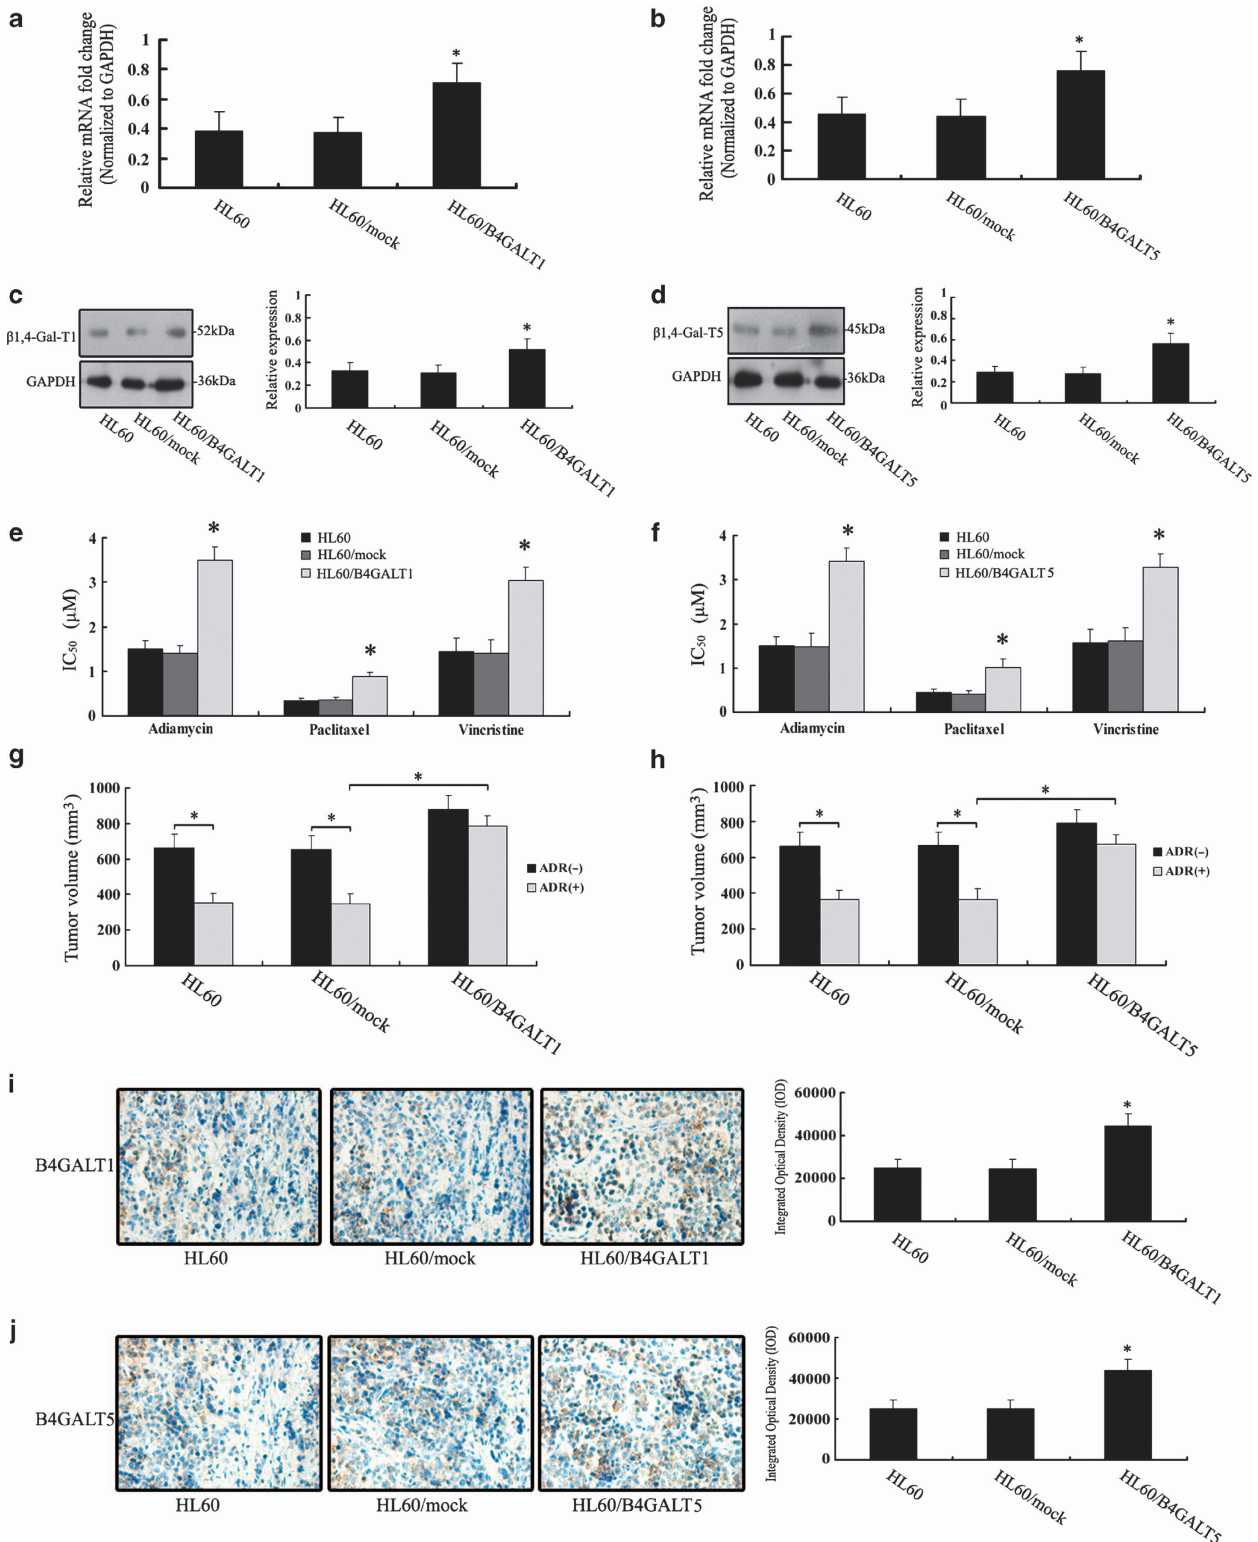 a
Relative mRNA fold change
(Normalized to GAPDH)
1
0.8
0.6
0.4
0.2
0
*
HL60
HL60/mock
HL60/B4GALT1
b
Relative mRNA fold change
(Normalized to GAPDH)
1
0.8
0.6
0.4
0.2
0
*
HL60
HL60/mock
HL60/B4GALT5
c
β1,4-Gal-T1
-52kDa
GAPDH
-36kDa
HL60
HL60/mock
HL60/B4GALT1
Relative expression
1
0.8
0.6
0.4
0.2
0
*
HL60
HL60/mock
HL60/B4GALT1
d
β1,4-Gal-T5
-45kDa
GAPDH
-36kDa
HL60
HL60/mock
HL60/B4GALT5
Relative expression
1
0.8
0.6
0.4
0.2
0
*
HL60
HL60/mock
HL60/B4GALT5
e
IC50 (μM)
4
3
2
1
0
* * *
HL60
HL60/mock
HL60/B4GALT1
Adiamycin Paclitaxel Vincristine
f
IC50 (μM)
4
3
2
1
0
* * *
HL60
HL60/mock
HL60/B4GALT5
Adiamycin Paclitaxel Vincristine
g
Tumor volume (mm3)
1000
800
600
400
200
0
* * *
ADR(-)
ADR(+)
HL60
HL60/mock
HL60/B4GALT1
h
Tumor volume (mm3)
1000
800
600
400
200
0
* * *
ADR(-)
ADR(+)
HL60
HL60/mock
HL60/B4GALT5
i
B4GALT1
HL60 HL60/mock HL60/B4GALT1
Integrated Optical Density (IOD)
60000
40000
20000
0
*
HL60
HL60/mock
HL60/B4GALT1
j
B4GALT5
HL60 HL60/mock HL60/B4GALT5
Integrated Optical Density (IOD)
60000
40000
20000
0
*
HL60
HL60/mock
HL60/B4GALT5